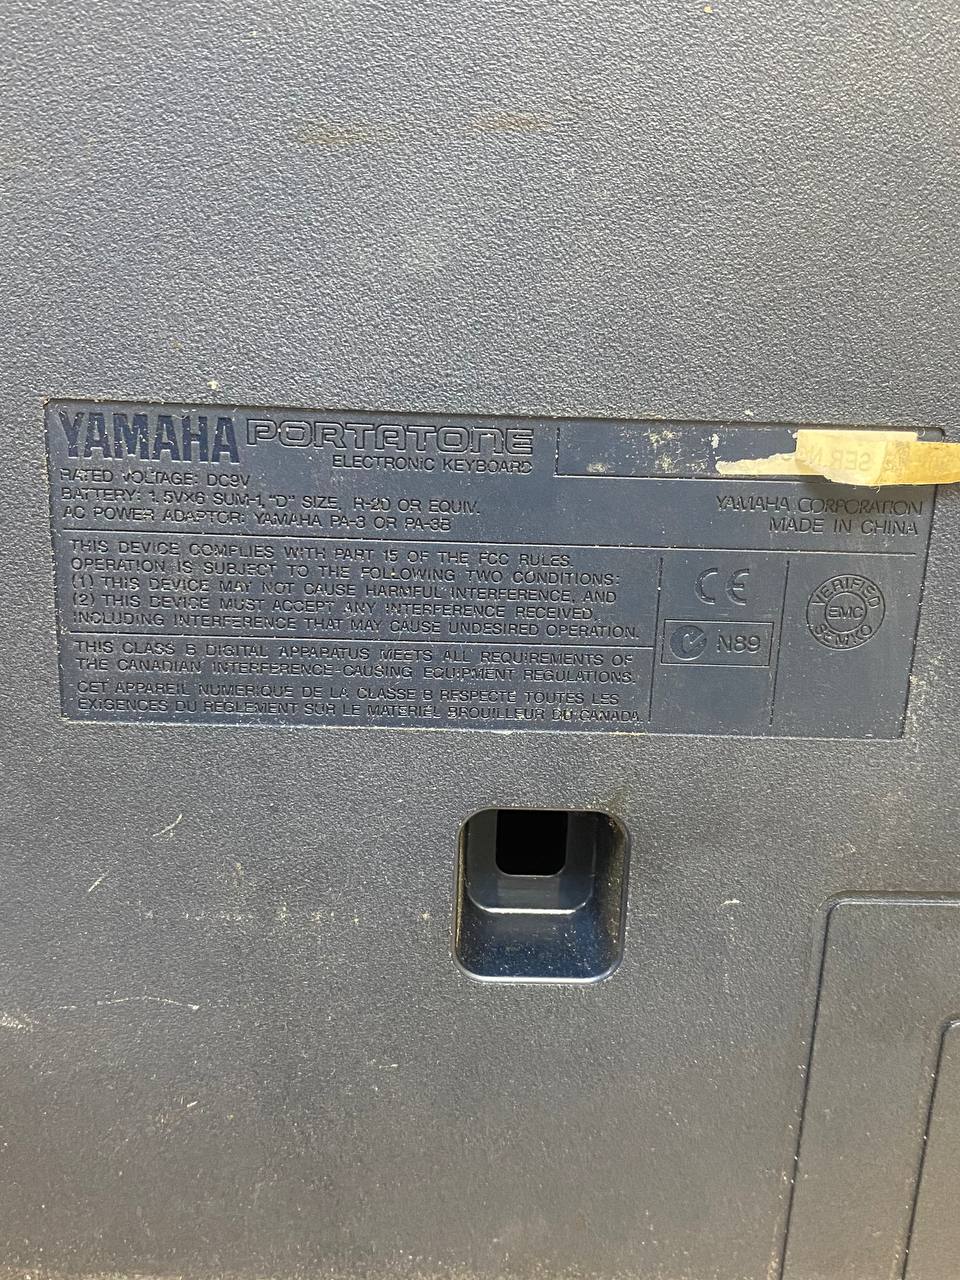 YAMAHA PORTATONE
ELECTRONIC KEYBOARD
SER N
RATED VOLTAGE: DC9V
BATTERY: 1.5VX6 SUM-1, "D" SIZE, R-20 OR EQUIV.
AC POWER ADAPTOR: YAMAHA PA-3 OR PA-3B
YAMAHA CORPORATION
MADE IN CHINA
THIS DEVICE COMPLIES WITH PART 15 OF THE FCC RULES.
OPERATION IS SUBJECT TO THE FOLLOWING TWO CONDITIONS:
(1) THIS DEVICE MAY NOT CAUSE HARMFUL INTERFERENCE, AND
(2) THIS DEVICE MUST ACCEPT ANY INTERFERENCE RECEIVED,
INCLUDING INTERFERENCE THAT MAY CAUSE UNDESIRED OPERATION.
THIS CLASS B DIGITAL APPARATUS MEETS ALL REQUIREMENTS OF
THE CANADIAN INTERFERENCE-CAUSING EQUIPMENT REGULATIONS.
CET APPAREIL NUMERIQUE DE LA CLASSE B RESPECTE TOUTES LES
EXIGENCES DU REGLEMENT SUR LE MATERIEL BROUILLEUR DU CANADA.
CE
N89
VERIFIED
EMC
SEMKO